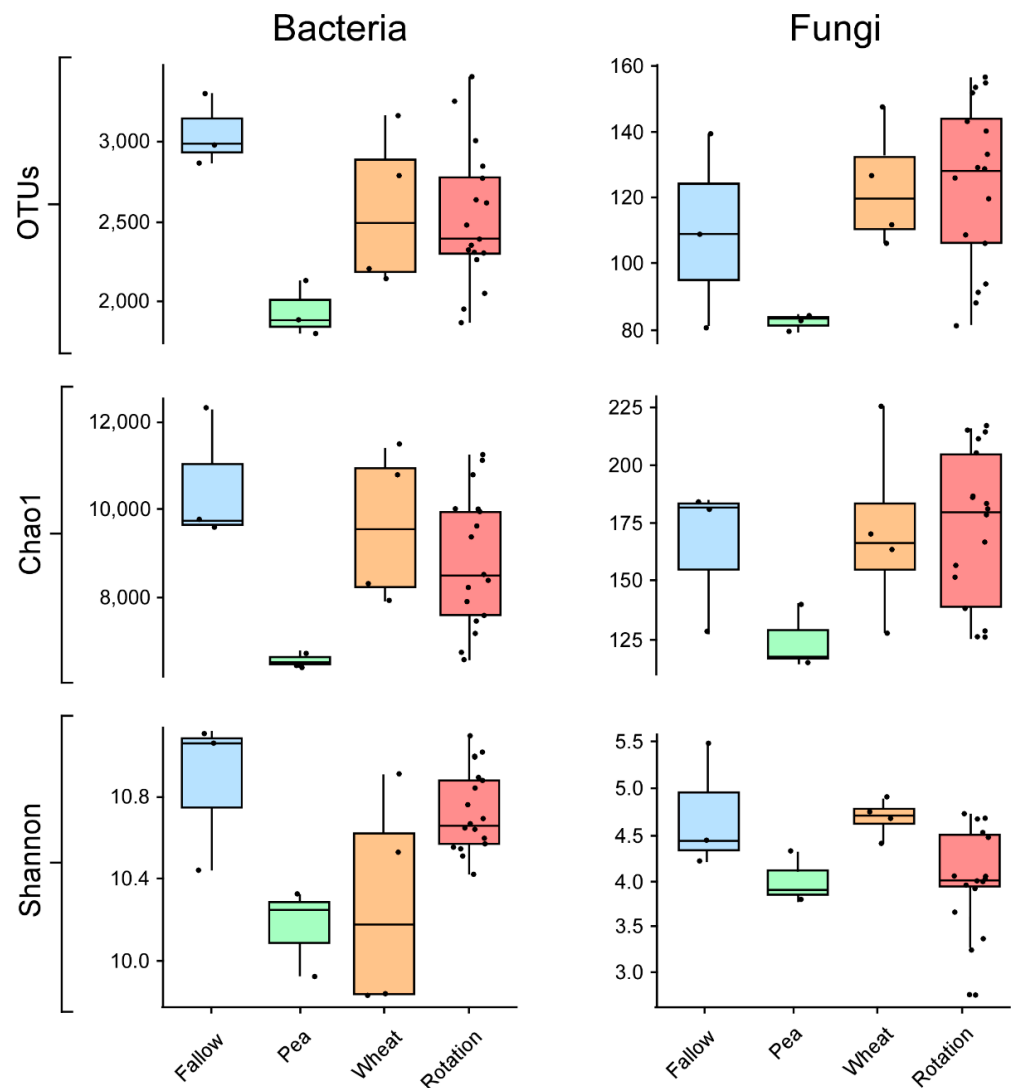 Bacteria
Fungi
OTUs
3,000
2,500
2,000
160
140
120
100
80
Chao1
12,000
10,000
8,000
225
200
175
150
125
Shannon
10.8
10.4
10.0
5.5
5.0
4.5
4.0
3.5
3.0
Fallow
Pea
Wheat
Rotation
Fallow
Pea
Wheat
Rotation